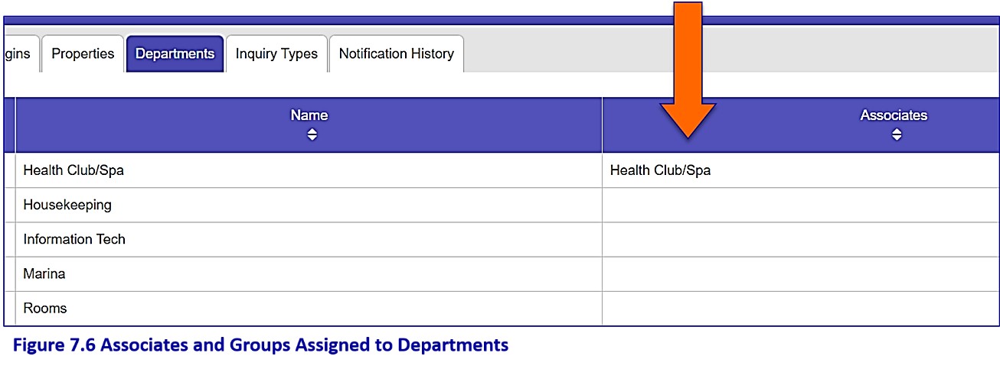 gins Properties Departments Inquiry Types Notification History
Name Associates
Health Club/Spa Health Club/Spa
Housekeeping
Information Tech
Marina
Rooms
Figure 7.6 Associates and Groups Assigned to Departments